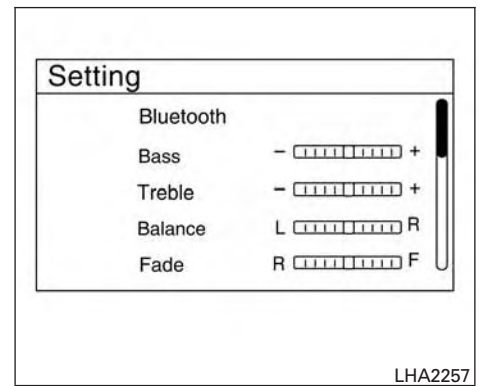 Setting
Bluetooth
Bass - +
Treble - +
Balance L R
Fade R F
LHA2257